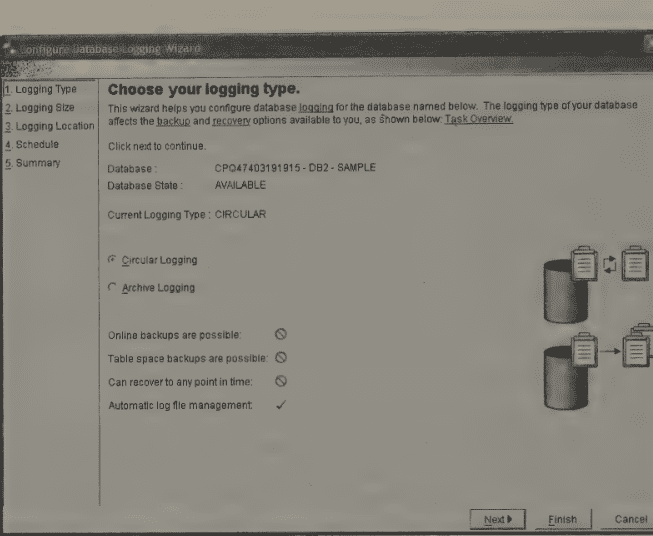 Configure Database Logging Wizard
1. Logging Type
2. Logging Size
3. Logging Location
4. Schedule
5. Summary
Choose your logging type.
This wizard helps you configure database logging for the database named below. The logging type of your database
affects the backup and recovery options available to you, as shown below: Task Overview.
Click next to continue.
Database : CPQ47403191915 - DB2 - SAMPLE
Database State : AVAILABLE
Current Logging Type : CIRCULAR
Circular Logging
Archive Logging
Online backups are possible:
Table space backups are possible:
Can recover to any point in time:
Automatic log file management:
Next
Finish
Cancel